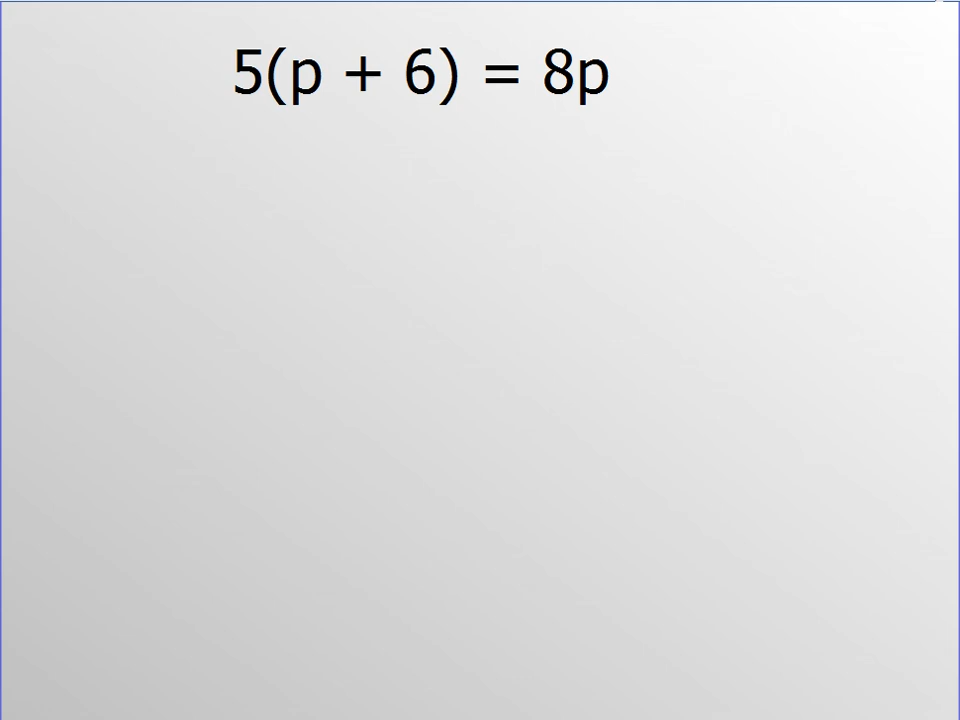 5(p + 6) = 8p